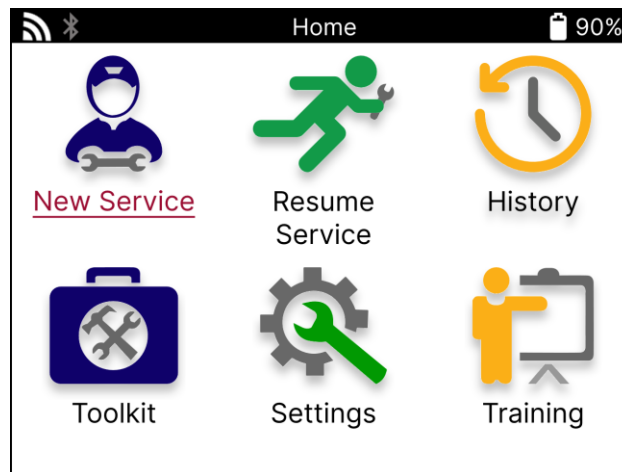 Home
90%
New Service
Resume
Service
History
Toolkit
Settings
Training